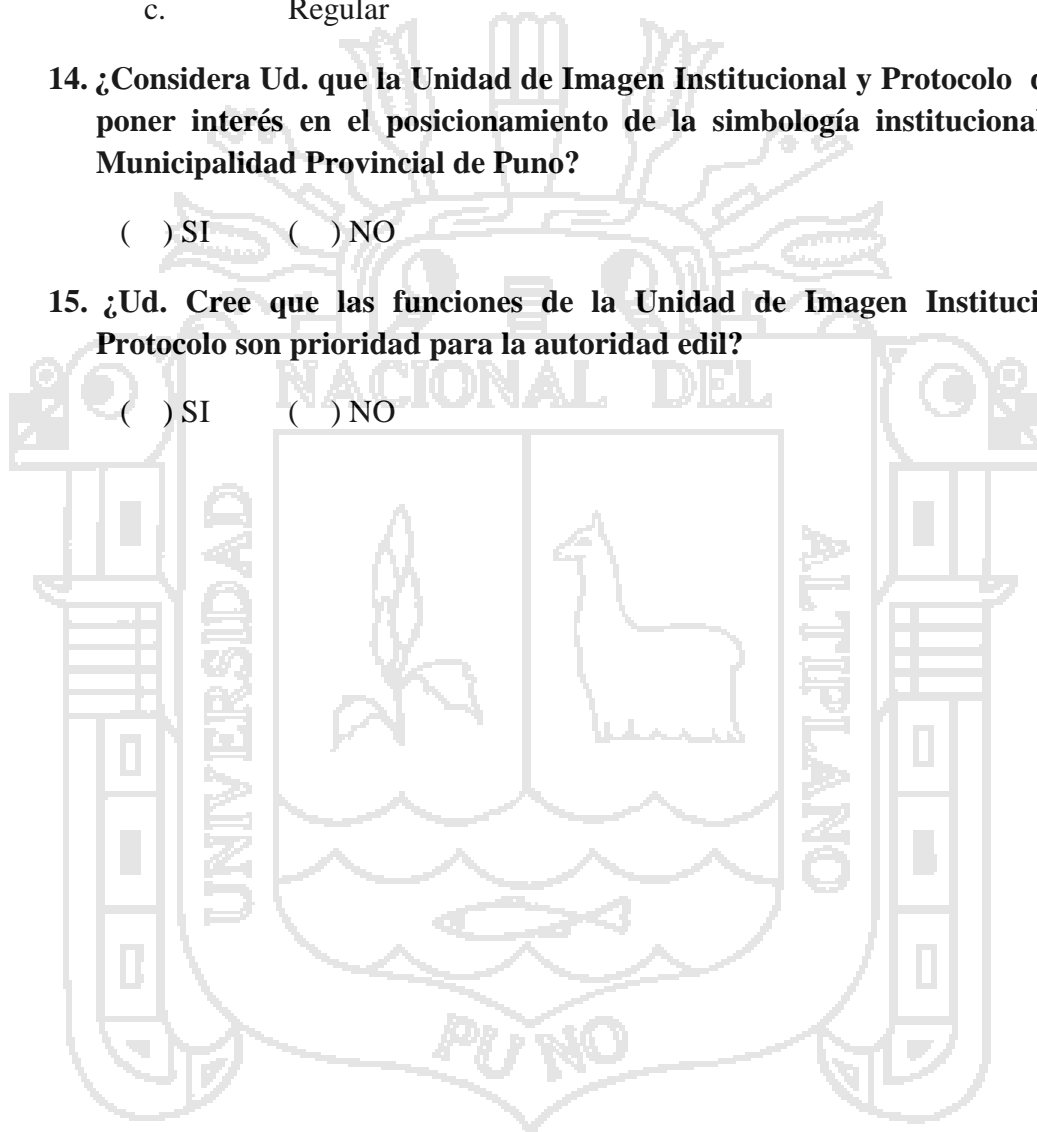 c. Regular
14. ¿Considera Ud. que la Unidad de Imagen Institucional y Protocolo
poner interés en el posicionamiento de la simbología institucional
Municipalidad Provincial de Puno?
( ) SI ( ) NO
15. ¿Ud. Cree que las funciones de la Unidad de Imagen
Protocolo son prioridad para la autoridad edil?
( ) SI ( ) NO
UNIVERSIDAD
NACIONAL DEL
ALTIPLANO
PUNO